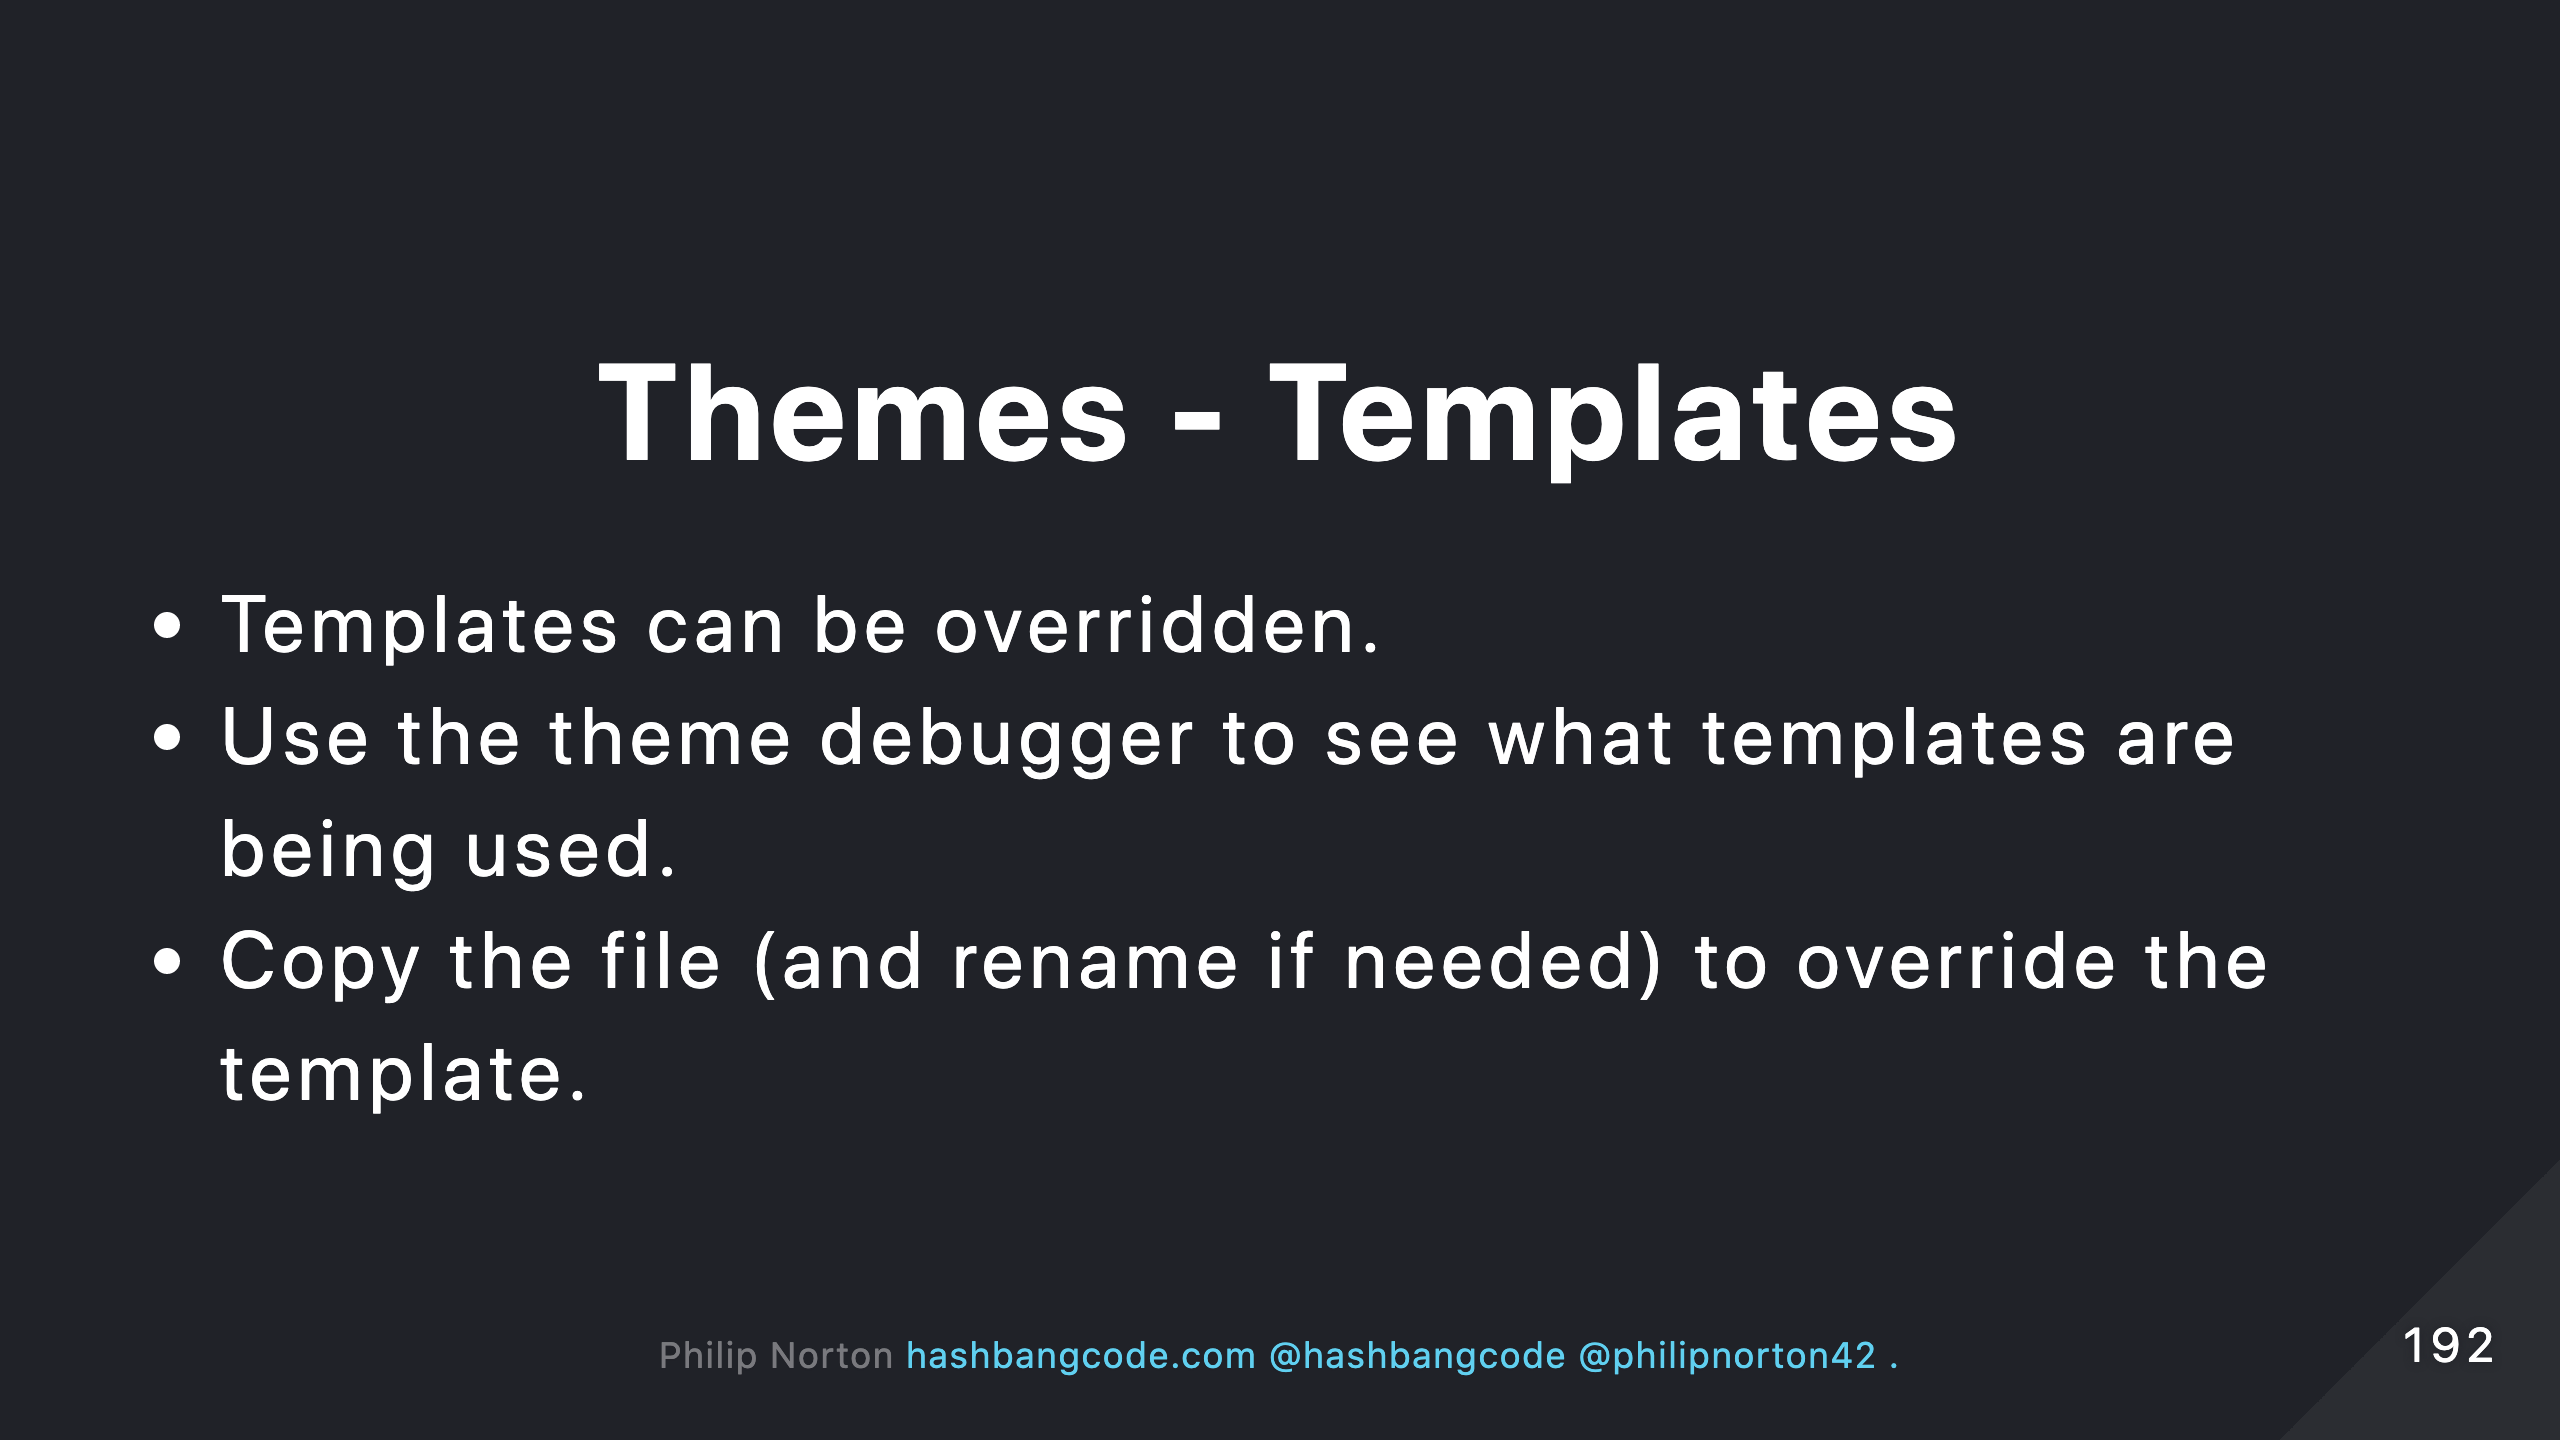 Themes - Templates
• Templates can be overridden.
• Use the theme debugger to see what templates are
being used.
• Copy the file (and rename if needed) to override the
template.
Philip Norton hashbangcode.com @hashbangcode @philipnorton42 .
192